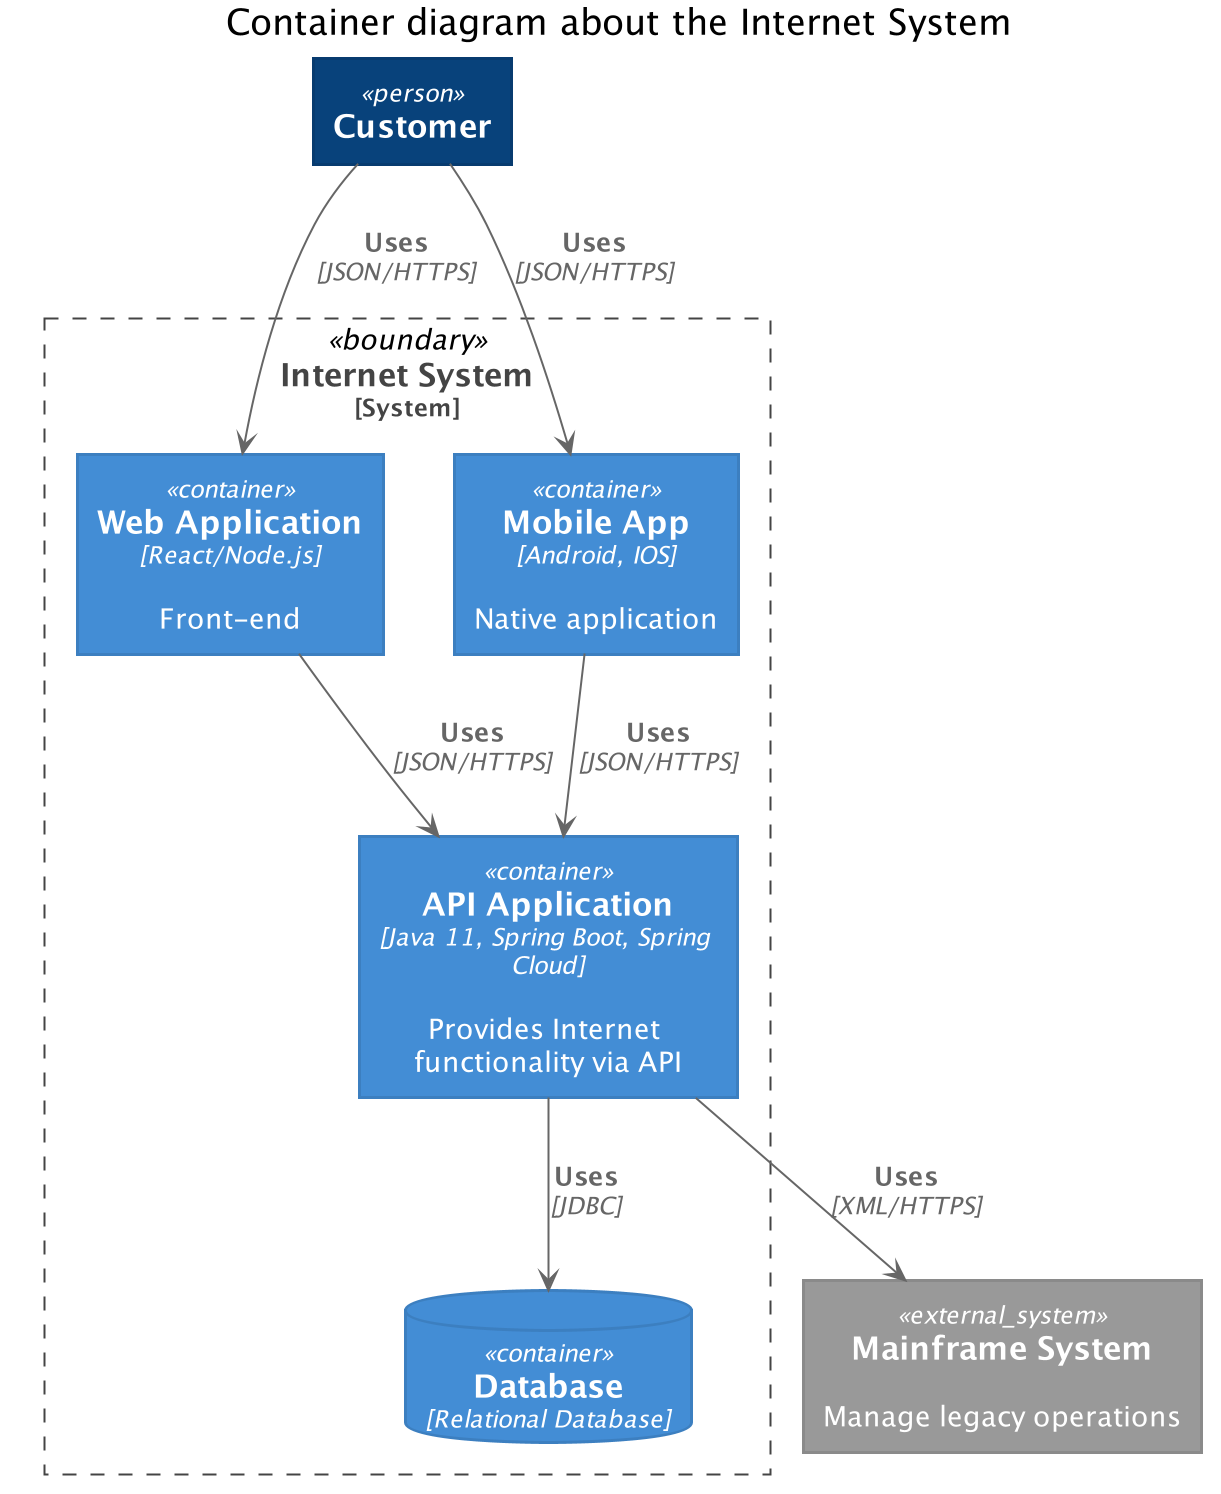 Container diagram about the Internet System
«person»
Customer
Uses
[JSON/HTTPS]
Uses
[JSON/HTTPS]
«boundary»
Internet System
[System]
«container»
Web Application
[React/Node.js]
Front-end
«container»
Mobile App
[Android, IOS]
Native application
Uses
[JSON/HTTPS]
Uses
[JSON/HTTPS]
«container»
API Application
[Java 11, Spring Boot, Spring
Cloud]
Provides Internet
functionality via API
Uses
[JDBC]
Uses
[XML/HTTPS]
«container»
Database
[Relational Database]
«external_system»
Mainframe System
Manage legacy operations